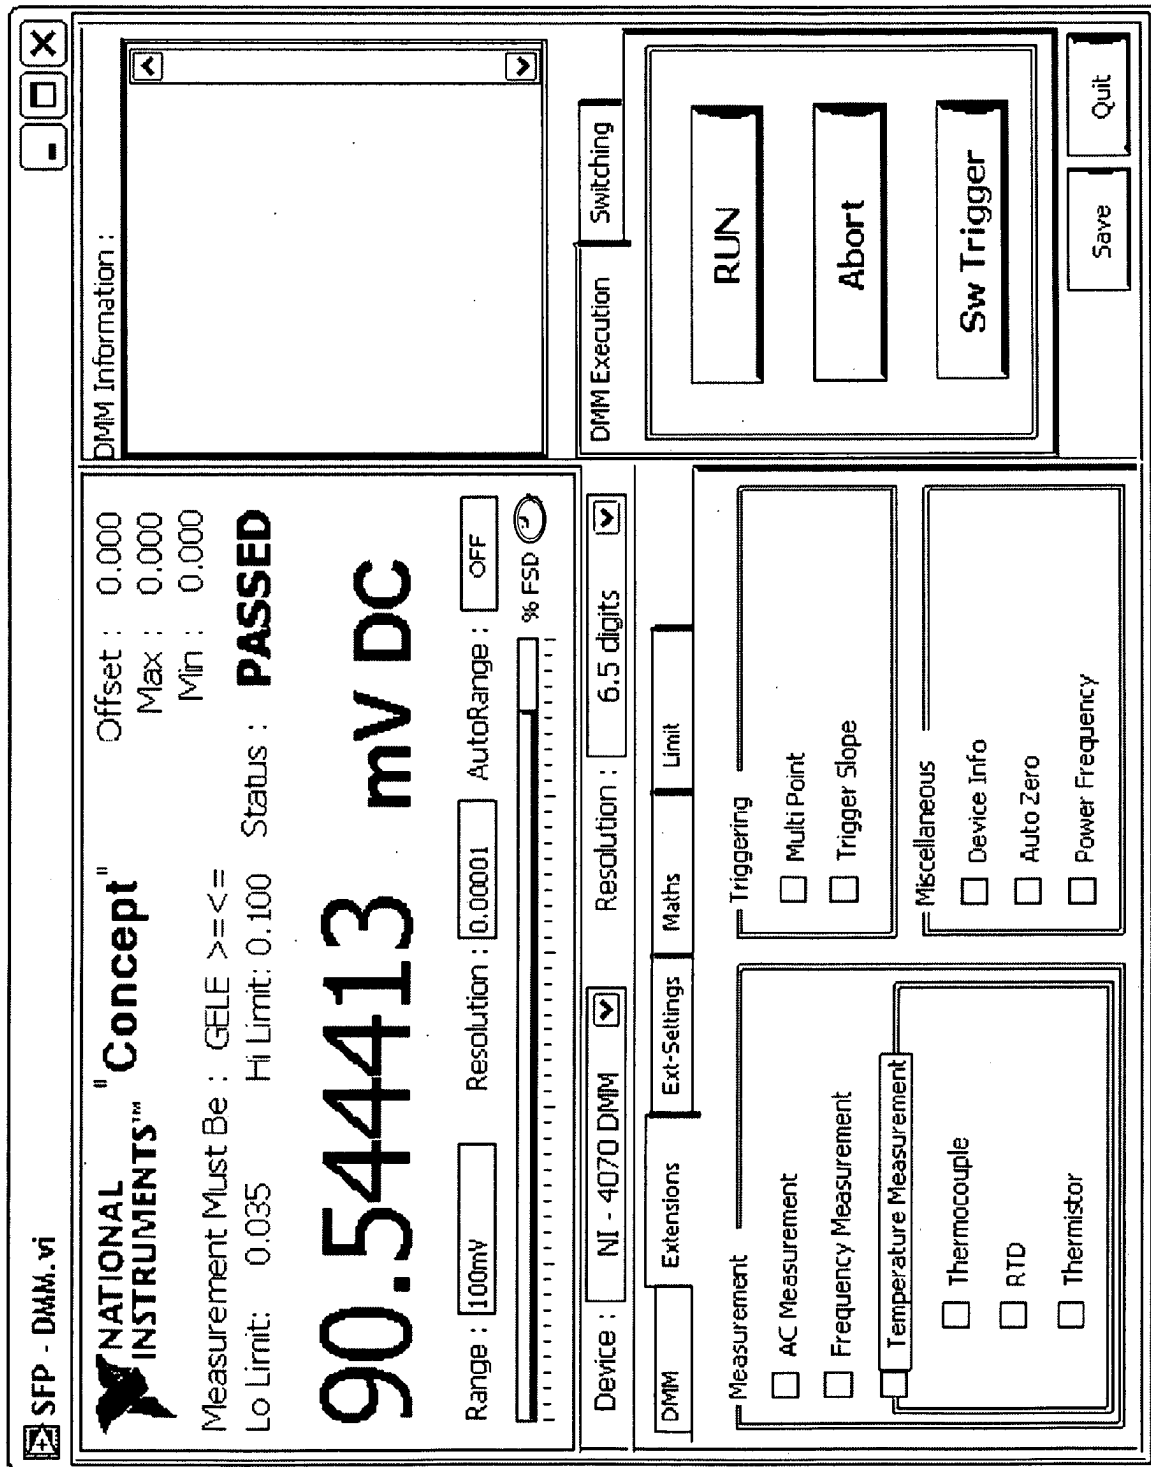 SFP - DMM.vi
NATIONAL INSTRUMENTS™ "Concept"
Offset : 0.000
Max : 0.000
Min : 0.000
Measurement Must Be : GELE >=<=
Lo Limit: 0.035 Hi Limit: 0.100 Status : PASSED
90.544413 mV DC
Range : 100mV Resolution : 0.00001 AutoRange : OFF
% FSD
Device : NI - 4070 DMM Resolution : 6.5 digits
DMM Extensions Ext-Settings Maths Limit
Measurement
AC Measurement
Frequency Measurement
Temperature Measurement
Thermocouple
RTD
Thermistor
Triggering
Multi Point
Trigger Slope
Miscellaneous
Device Info
Auto Zero
Power Frequency
DMM Information :
DMM Execution Switching
RUN
Abort
Sw Trigger
Save Quit